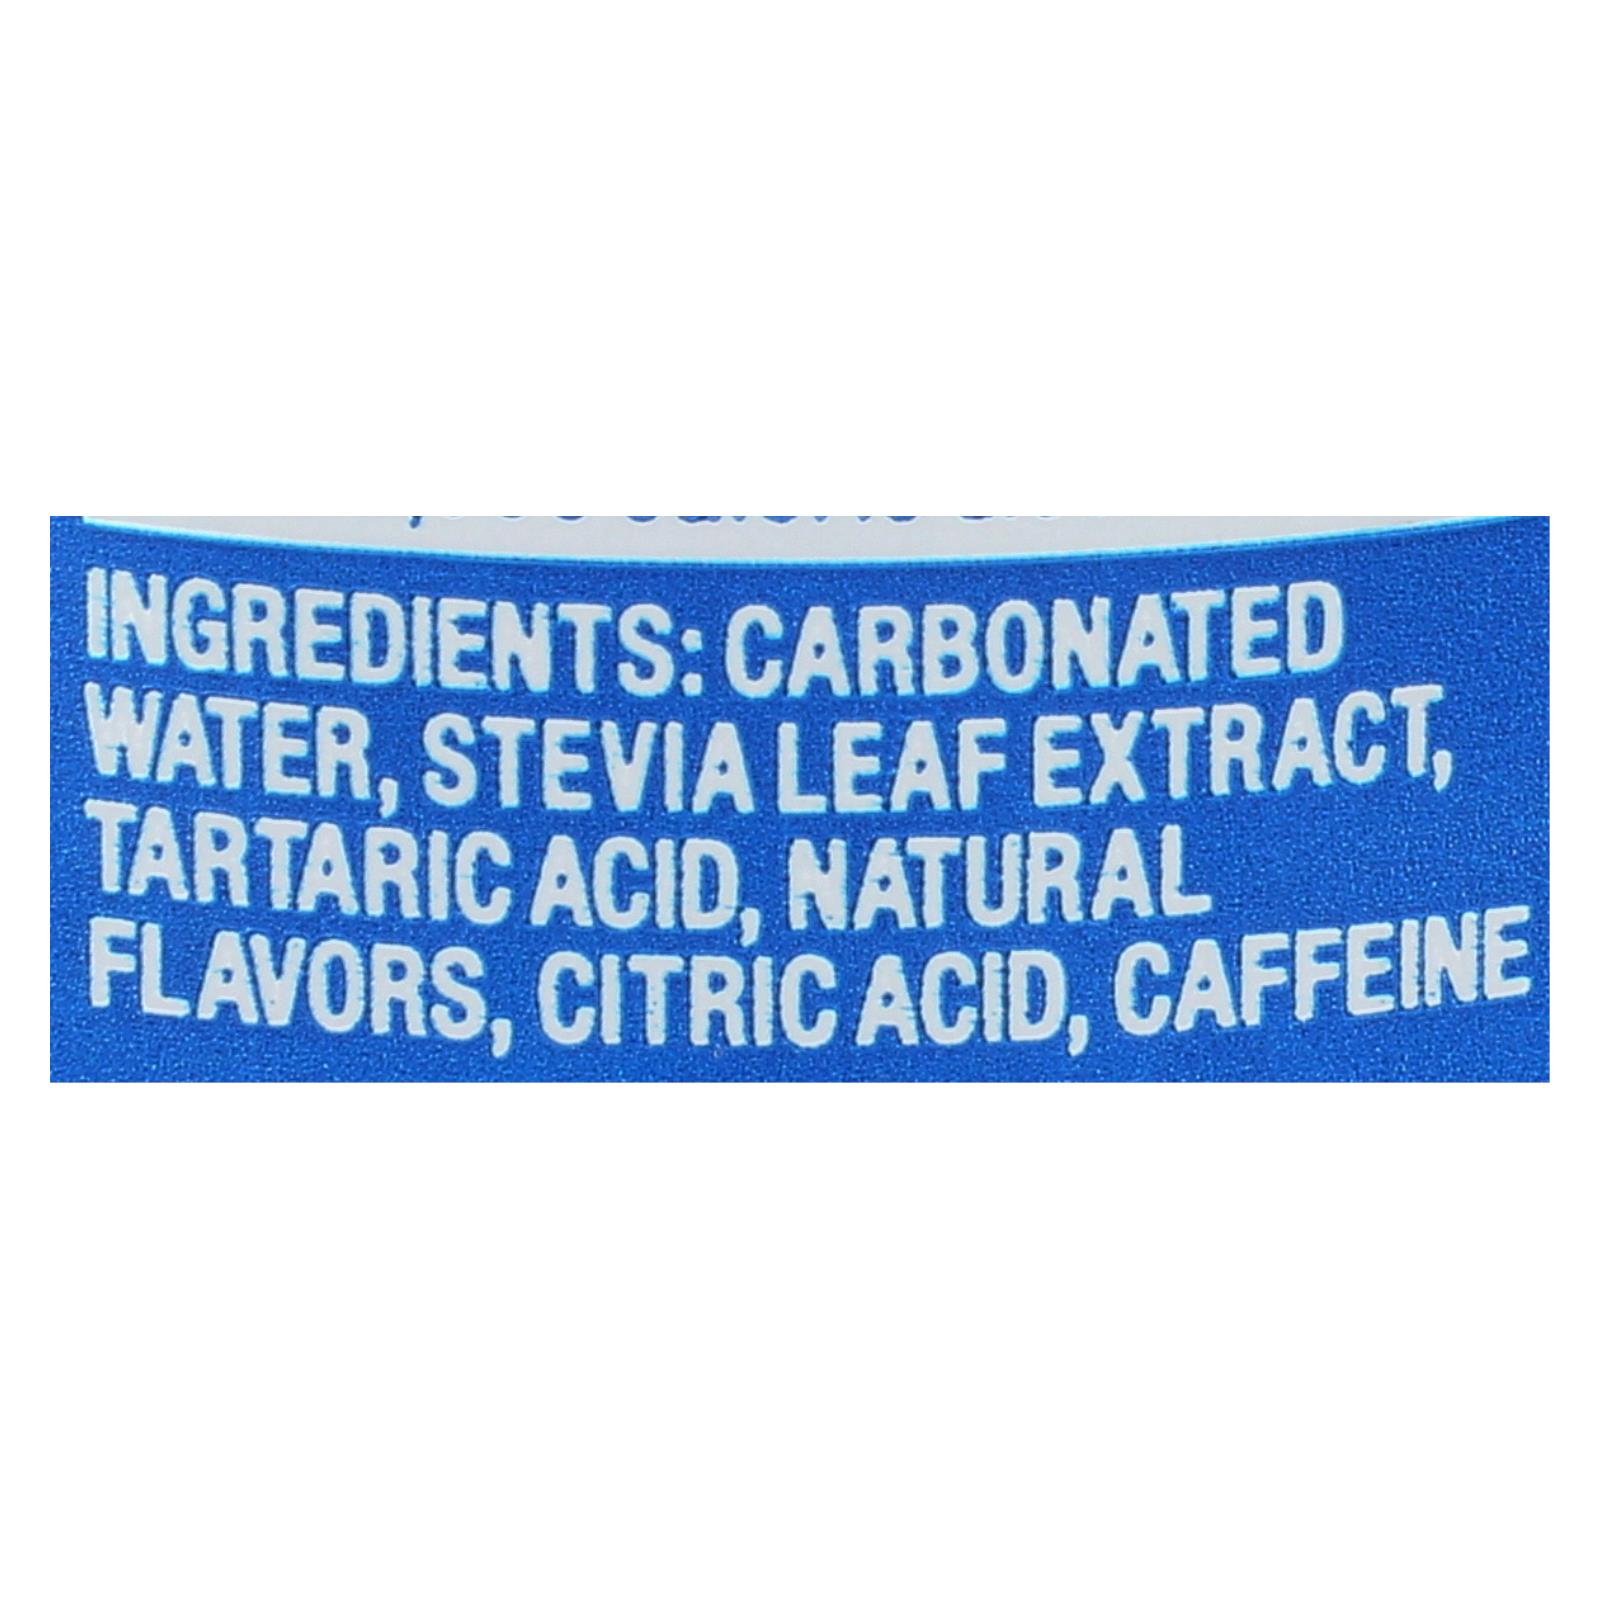 INGREDIENTS: CARBONATED
WATER, STEVIA LEAF EXTRACT,
TARTARIC ACID, NATURAL
FLAVORS, CITRIC ACID, CAFFEINE